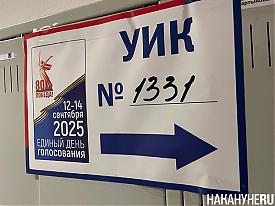 УИК
№ 1331
80
ПОБЕДА!
12-14
сентября
2025
ЕДИНЫЙ ДЕНЬ
ГОЛОСОВАНИЯ
НАКАНУНЕ.RU